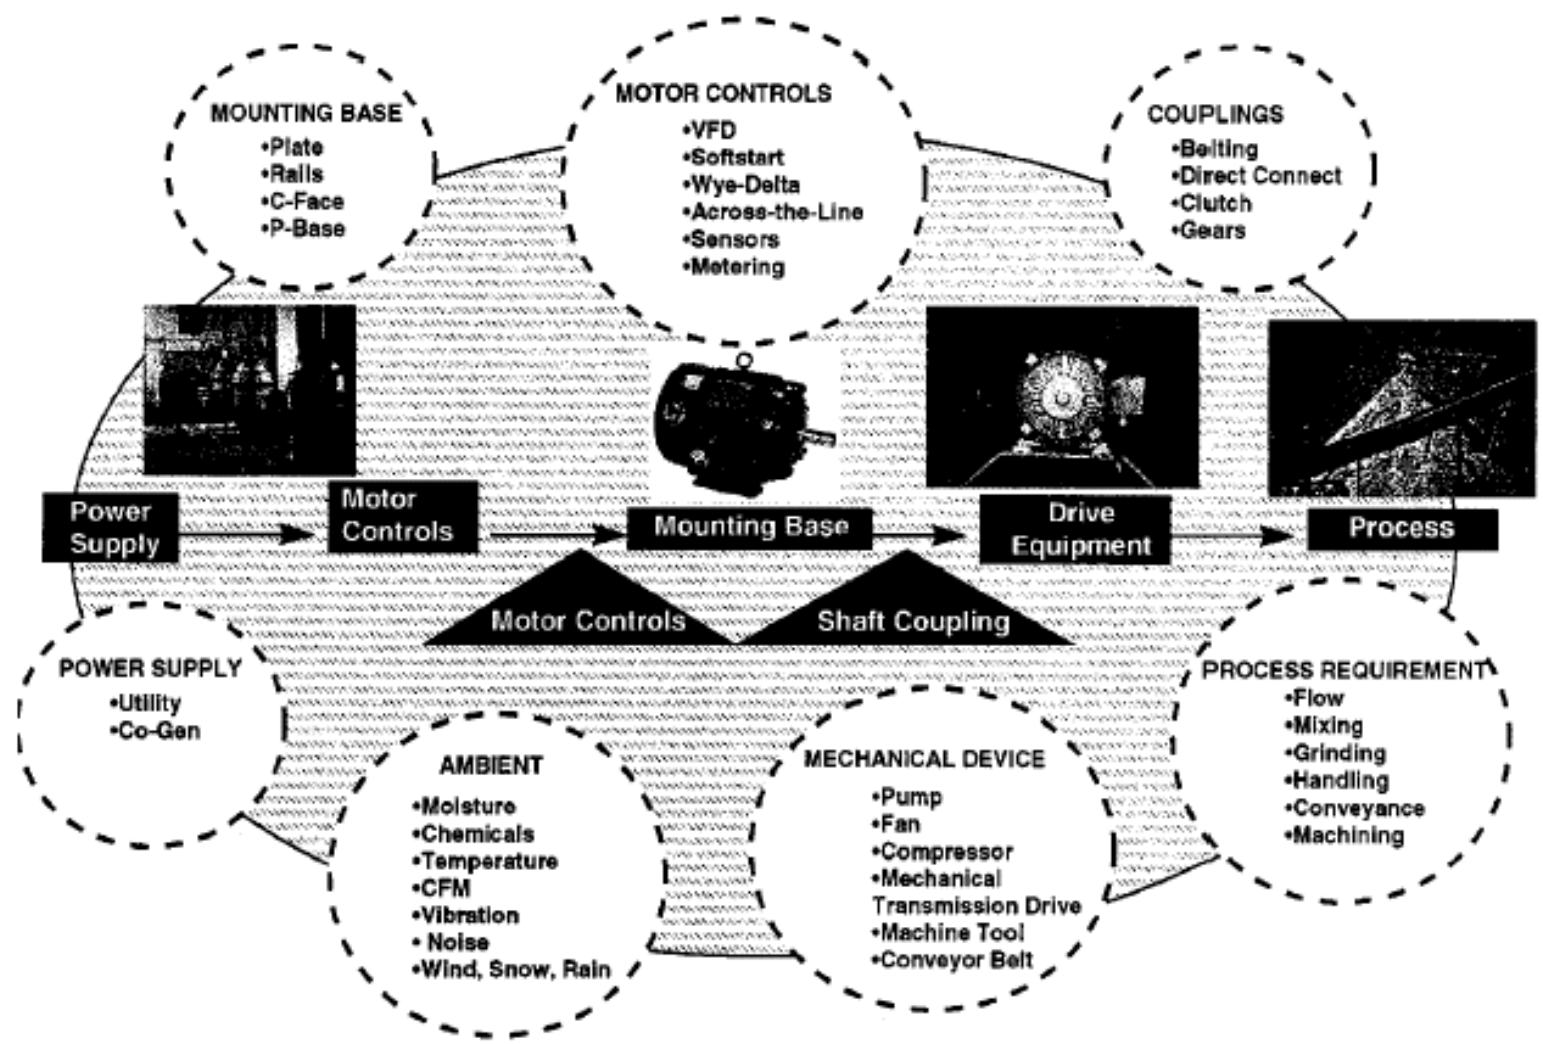 MOUNTING BASE
•Plate
•Rails
•C-Face
•P-Base
MOTOR CONTROLS
•VFD
•Softstart
•Wye-Delta
•Across-the-Line
•Sensors
•Metering
COUPLINGS
•Belting
•Direct Connect
•Clutch
•Gears
Power
Supply
Motor
Controls
Mounting Base
Drive
Equipment
Process
Motor Controls
Shaft Coupling
POWER SUPPLY
•Utility
•Co-Gen
AMBIENT
•Moisture
•Chemicals
•Temperature
•CFM
•Vibration
• Noise
•Wind, Snow, Rain
MECHANICAL DEVICE
•Pump
•Fan
•Compressor
•Mechanical
Transmission Drive
•Machine Tool
•Conveyor Belt
PROCESS REQUIREMENT
•Flow
•Mixing
•Grinding
•Handling
•Conveyance
•Machining